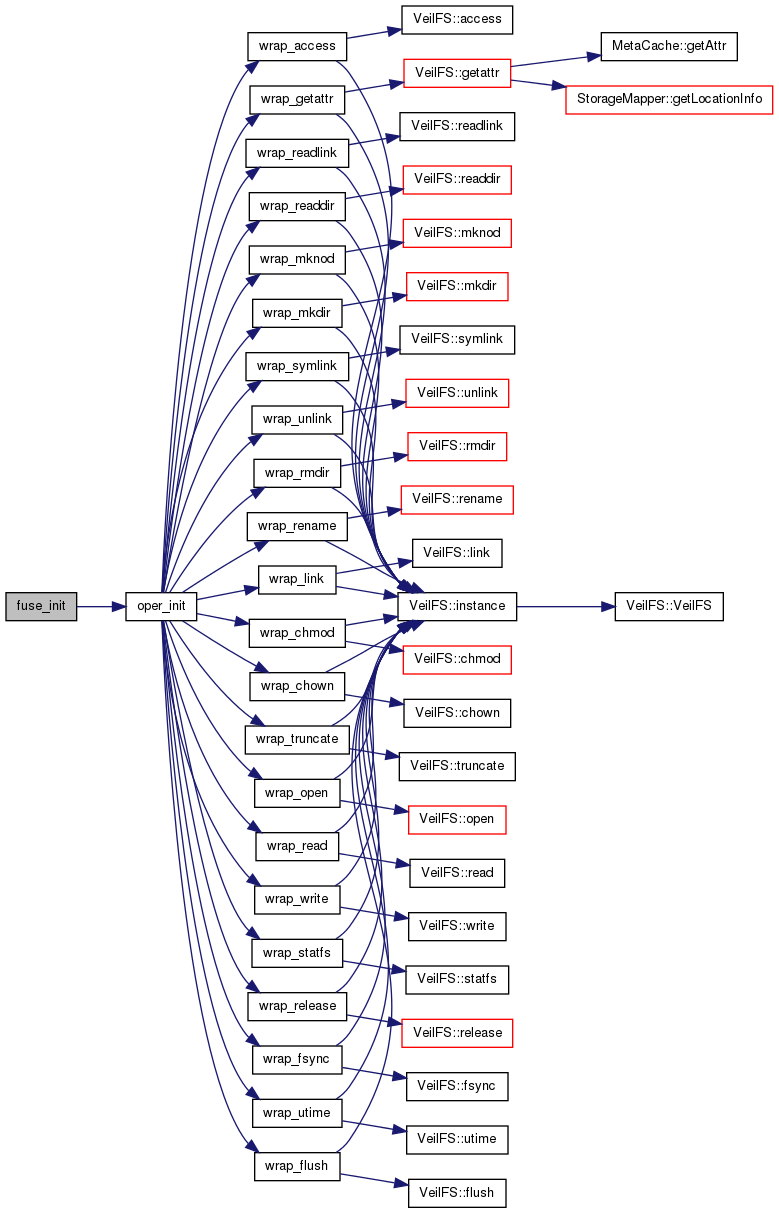 fuse_init
oper_init
wrap_access
wrap_getattr
wrap_readlink
wrap_readdir
wrap_mknod
wrap_mkdir
wrap_symlink
wrap_unlink
wrap_rmdir
wrap_rename
wrap_link
wrap_chmod
wrap_chown
wrap_truncate
wrap_open
wrap_read
wrap_write
wrap_statfs
wrap_release
wrap_fsync
wrap_utime
wrap_flush
VeilFS::access
VeilFS::getattr
VeilFS::readlink
VeilFS::readdir
VeilFS::mknod
VeilFS::mkdir
VeilFS::symlink
VeilFS::unlink
VeilFS::rmdir
VeilFS::rename
VeilFS::link
VeilFS::instance
VeilFS::chmod
VeilFS::chown
VeilFS::truncate
VeilFS::open
VeilFS::read
VeilFS::write
VeilFS::statfs
VeilFS::release
VeilFS::fsync
VeilFS::utime
VeilFS::flush
MetaCache::getAttr
StorageMapper::getLocationInfo
VeilFS::VeilFS